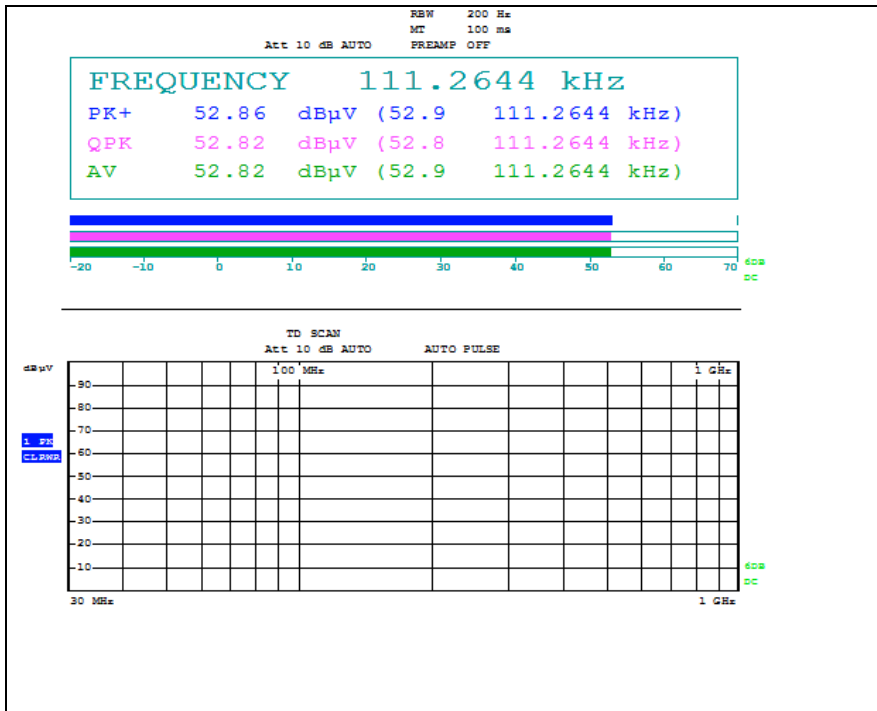 RBW 200 Hz
MT 100 ms
Att 10 dB AUTO PREAMP OFF
FREQUENCY 111.2644 kHz
PK+ 52.86 dBµV (52.9 111.2644 kHz)
QPK 52.82 dBµV (52.8 111.2644 kHz)
AV 52.82 dBµV (52.9 111.2644 kHz)
-20 -10 0 10 20 30 40 50 60 70
6DB
DC
TD SCAN
Att 10 dB AUTO AUTO PULSE
dBµV
100 MHz 1 GHz
90
80
70
1 PK
CLRWR
60
50
40
30
20
10
6DB
DC
30 MHz 1 GHz